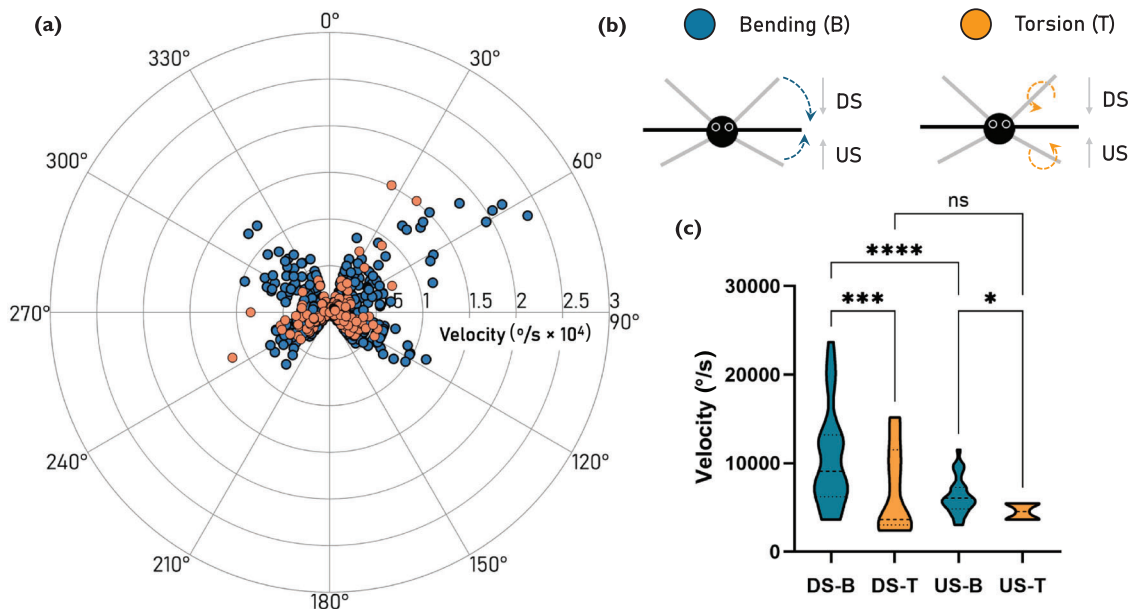 (a)
0°
30°
60°
90°
120°
150°
180°
210°
240°
270°
300°
330°
5
1
1.5
2
2.5
3
Velocity (°/s × 10⁴)
(b)
Bending (B)
Torsion (T)
DS
US
DS
US
(c)
ns
****
***
*
30000
20000
10000
0
Velocity (°/s)
DS-B
DS-T
US-B
US-T